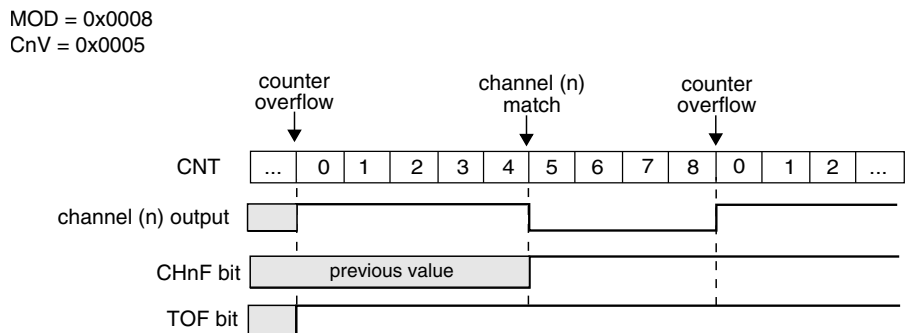 MOD = 0x0008
CnV = 0x0005
counter overflow
channel (n) match
counter overflow
CNT ... 0 1 2 3 4 5 6 7 8 0 1 2 ...
channel (n) output
CHnF bit previous value
TOF bit